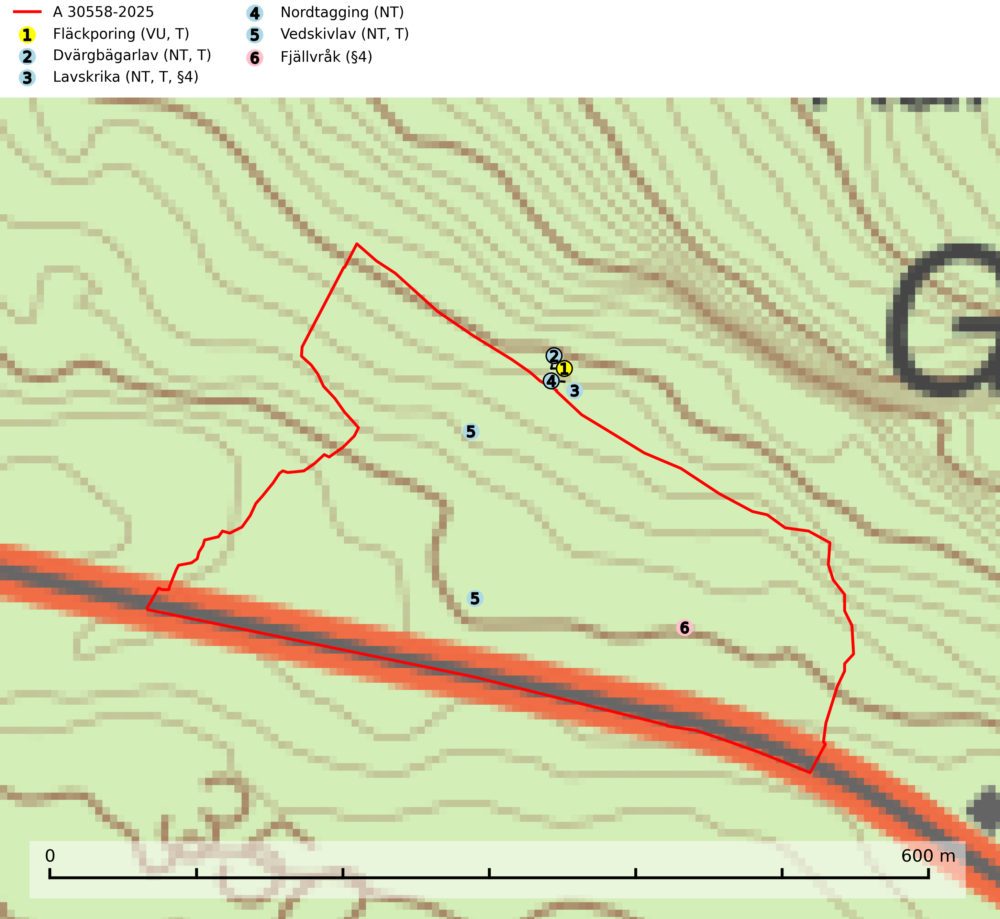 A 30558-2025
1 Fläckporing (VU, T)
2 Dvärgbägarlav (NT, T)
3 Lavskrika (NT, T, §4)
4 Nordtagging (NT)
5 Vedskivlav (NT, T)
6 Fjällvråk (§4)
G
2
1
4
3
5
5
6
0 600 m